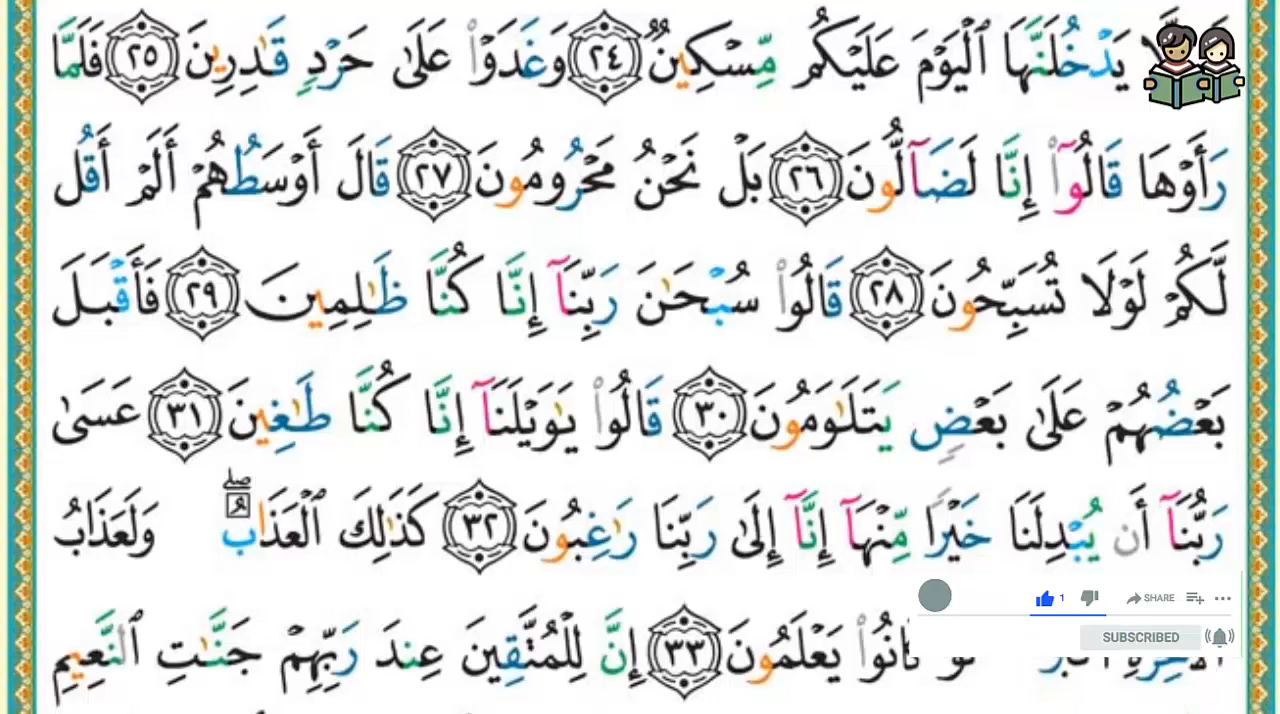 يَدْخُلَنَّهَا ٱلْيَوْمَ عَلَيْكُم مِّسْكِينٌ ٢٤ وَغَدَوْا۟ عَلَىٰ حَرْدٍ قَـٰدِرِينَ ٢٥ فَلَمَّا
رَأَوْهَا قَالُوٓا۟ إِنَّا لَضَآلُّونَ ٢٦ بَلْ نَحْنُ مَحْرُومُونَ ٢٧ قَالَ أَوْسَطُهُمْ أَلَمْ أَقُل
لَّكُمْ لَوْلَا تُسَبِّحُونَ ٢٨ قَالُوا۟ سُبْحَـٰنَ رَبِّنَآ إِنَّا كُنَّا ظَـٰلِمِينَ ٢٩ فَأَقْبَلَ
بَعْضُهُمْ عَلَىٰ بَعْضٍ يَتَلَـٰوَمُونَ ٣٠ قَالُوا۟ يَـٰوَيْلَنَآ إِنَّا كُنَّا طَـٰغِينَ ٣١ عَسَىٰ
رَبُّنَآ أَن يُبْدِلَنَا خَيْرًا مِّنْهَآ إِنَّآ إِلَىٰ رَبِّنَا رَٰغِبُونَ ٣٢ كَذَٰلِكَ ٱلْعَذَابُ ۖ وَلَعَذَابُ
يَعْلَمُونَ ٣٣ إِنَّ لِلْمُتَّقِينَ عِندَ رَبِّهِمْ جَنَّـٰتِ ٱلنَّعِيمِ
1 SHARE
SUBSCRIBED